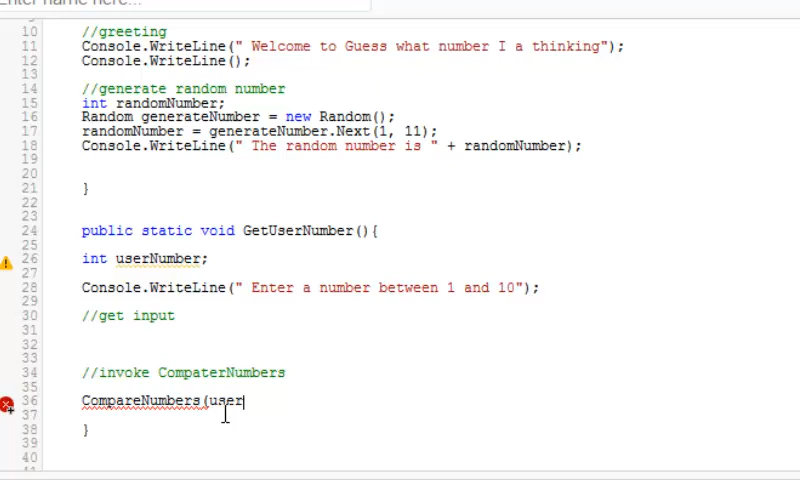 Enter name here...
10 //greeting
11 Console.WriteLine(" Welcome to Guess what number I a thinking");
12 Console.WriteLine();
13
14 //generate random number
15 int randomNumber;
16 Random generateNumber = new Random();
17 randomNumber = generateNumber.Next(1, 11);
18 Console.WriteLine(" The random number is " + randomNumber);
19
20
21 }
22
23
24 public static void GetUserNumber(){
25
26 int userNumber;
27
28 Console.WriteLine(" Enter a number between 1 and 10");
29
30 //get input
31
32
33
34 //invoke CompaterNumbers
35
36 CompareNumbers(user
37
38 }
39
40
41